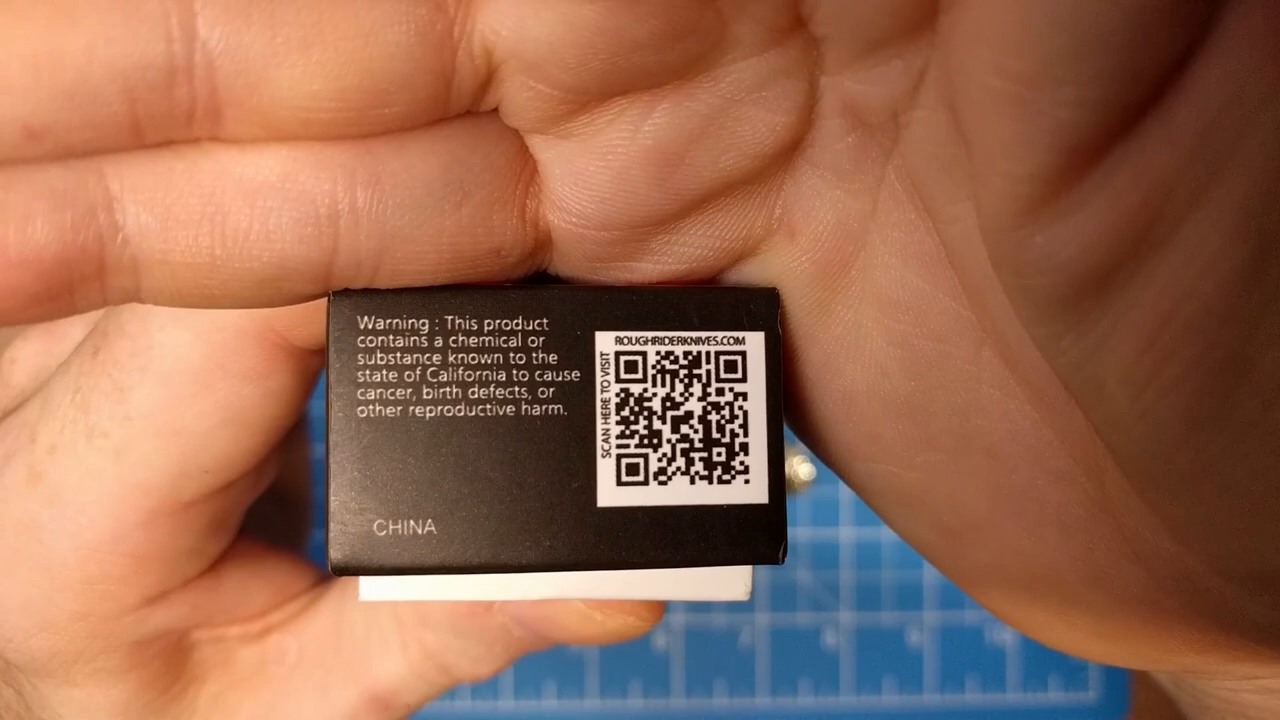 Warning : This product
contains a chemical or
substance known to the
state of California to cause
cancer, birth defects, or
other reproductive harm.
CHINA
ROUGHRIDERKNIVES.COM
SCAN HERE TO VISIT